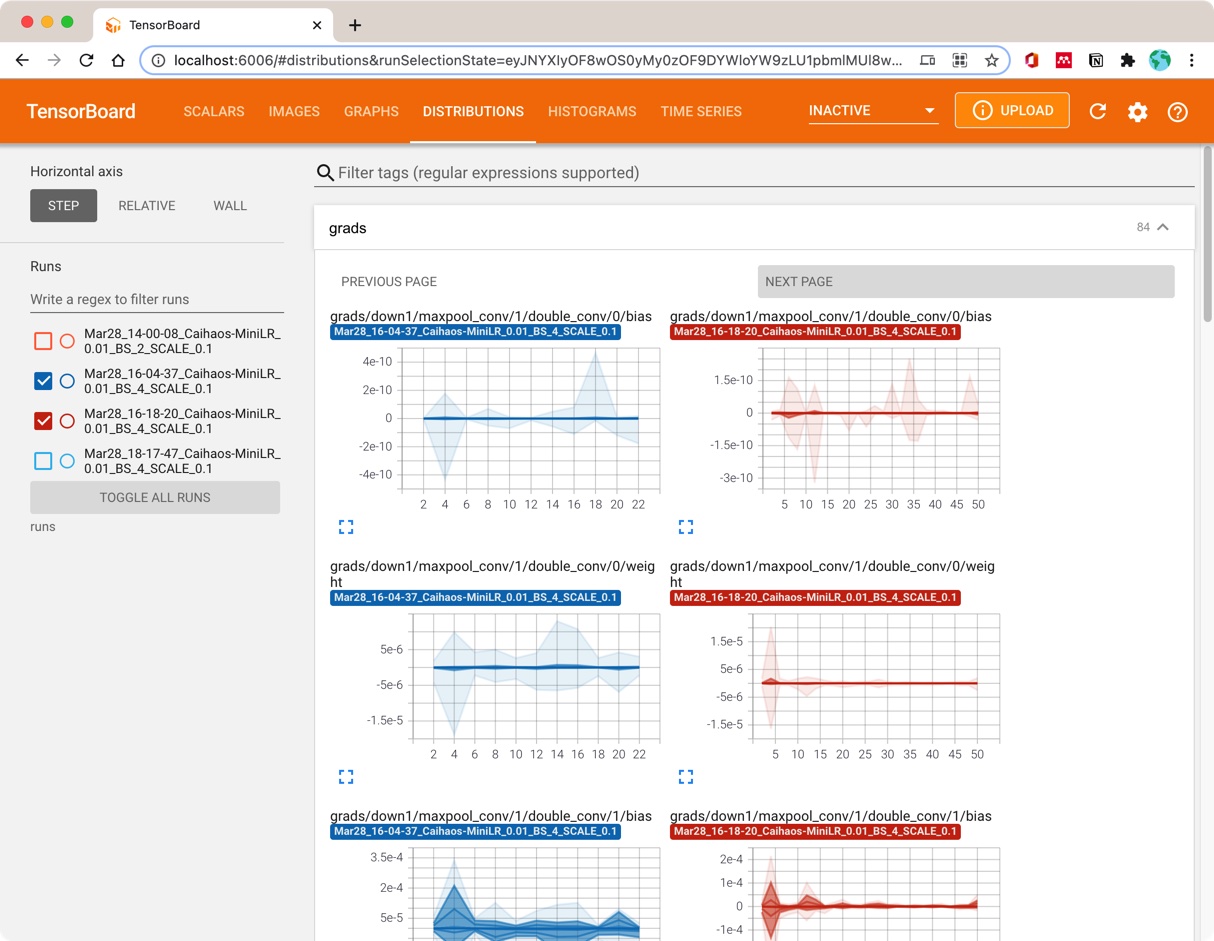 TensorBoard
localhost:6006/#distributions&runSelectionState=eyJNYXIyOF8wOS0yMy0zOF9DYWloYW9zLU1pbmlMUl8w...
TensorBoard
SCALARS
IMAGES
GRAPHS
DISTRIBUTIONS
HISTOGRAMS
TIME SERIES
INACTIVE
UPLOAD
Horizontal axis
STEP
RELATIVE
WALL
Runs
Write a regex to filter runs
Mar28_14-00-08_Caihaos-MiniLR_
0.01_BS_2_SCALE_0.1
Mar28_16-04-37_Caihaos-MiniLR_
0.01_BS_4_SCALE_0.1
Mar28_16-18-20_Caihaos-MiniLR_
0.01_BS_4_SCALE_0.1
Mar28_18-17-47_Caihaos-MiniLR_
0.01_BS_4_SCALE_0.1
TOGGLE ALL RUNS
runs
Filter tags (regular expressions supported)
grads
84
PREVIOUS PAGE
NEXT PAGE
grads/down1/maxpool_conv/1/double_conv/0/bias
Mar28_16-04-37_Caihaos-MiniLR_0.01_BS_4_SCALE_0.1
4e-10
2e-10
0
-2e-10
-4e-10
2 4 6 8 10 12 14 16 18 20 22
grads/down1/maxpool_conv/1/double_conv/0/bias
Mar28_16-18-20_Caihaos-MiniLR_0.01_BS_4_SCALE_0.1
1.5e-10
0
-1.5e-10
-3e-10
5 10 15 20 25 30 35 40 45 50
grads/down1/maxpool_conv/1/double_conv/0/weig
ht
Mar28_16-04-37_Caihaos-MiniLR_0.01_BS_4_SCALE_0.1
5e-6
-5e-6
-1.5e-5
2 4 6 8 10 12 14 16 18 20 22
grads/down1/maxpool_conv/1/double_conv/0/weig
ht
Mar28_16-18-20_Caihaos-MiniLR_0.01_BS_4_SCALE_0.1
1.5e-5
5e-6
-5e-6
-1.5e-5
5 10 15 20 25 30 35 40 45 50
grads/down1/maxpool_conv/1/double_conv/1/bias
Mar28_16-04-37_Caihaos-MiniLR_0.01_BS_4_SCALE_0.1
3.5e-4
2e-4
5e-5
grads/down1/maxpool_conv/1/double_conv/1/bias
Mar28_16-18-20_Caihaos-MiniLR_0.01_BS_4_SCALE_0.1
2e-4
1e-4
0
-1e-4